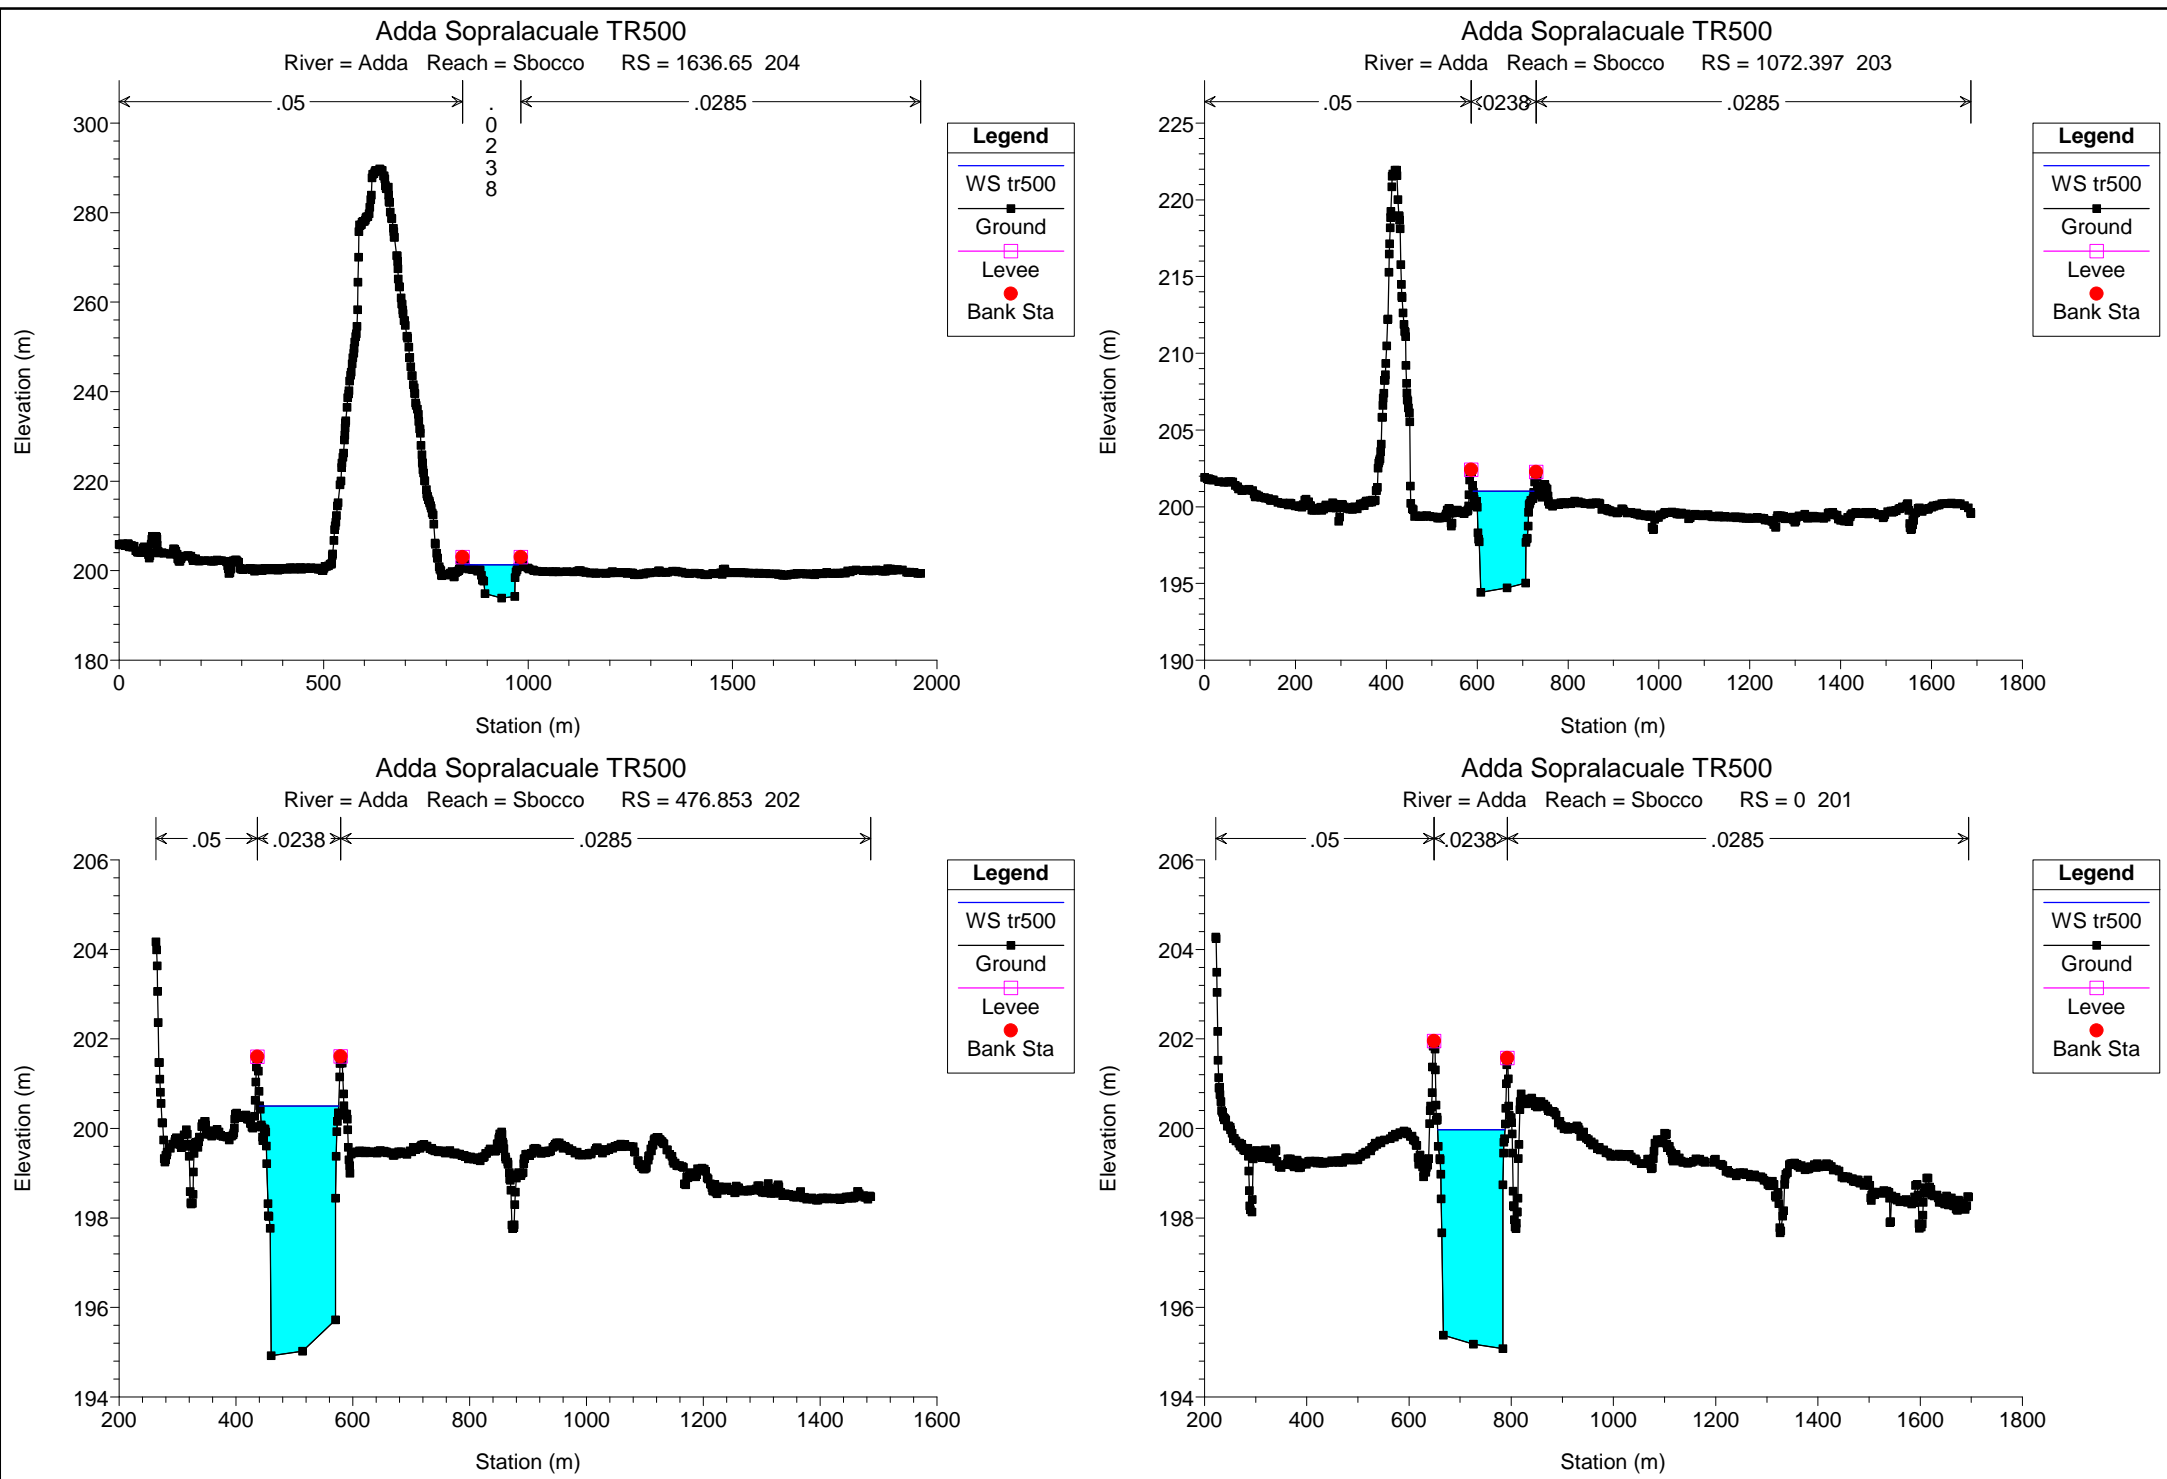 Adda Sopralacuale TR500
River = Adda Reach = Sbocco RS = 1636.65 204
.05
.0238
.0285
300
280
260
240
220
200
180
0
500
1000
1500
2000
Elevation (m)
Station (m)
Legend
WS tr500
Ground
Levee
Bank Sta
Adda Sopralacuale TR500
River = Adda Reach = Sbocco RS = 1072.397 203
.05
.0238
.0285
225
220
215
210
205
200
195
190
0
200
400
600
800
1000
1200
1400
1600
1800
Elevation (m)
Station (m)
Legend
WS tr500
Ground
Levee
Bank Sta
Adda Sopralacuale TR500
River = Adda Reach = Sbocco RS = 476.853 202
.05
.0238
.0285
206
204
202
200
198
196
194
200
400
600
800
1000
1200
1400
1600
Elevation (m)
Station (m)
Legend
WS tr500
Ground
Levee
Bank Sta
Adda Sopralacuale TR500
River = Adda Reach = Sbocco RS = 0 201
.05
.0238
.0285
206
204
202
200
198
196
194
200
400
600
800
1000
1200
1400
1600
1800
Elevation (m)
Station (m)
Legend
WS tr500
Ground
Levee
Bank Sta